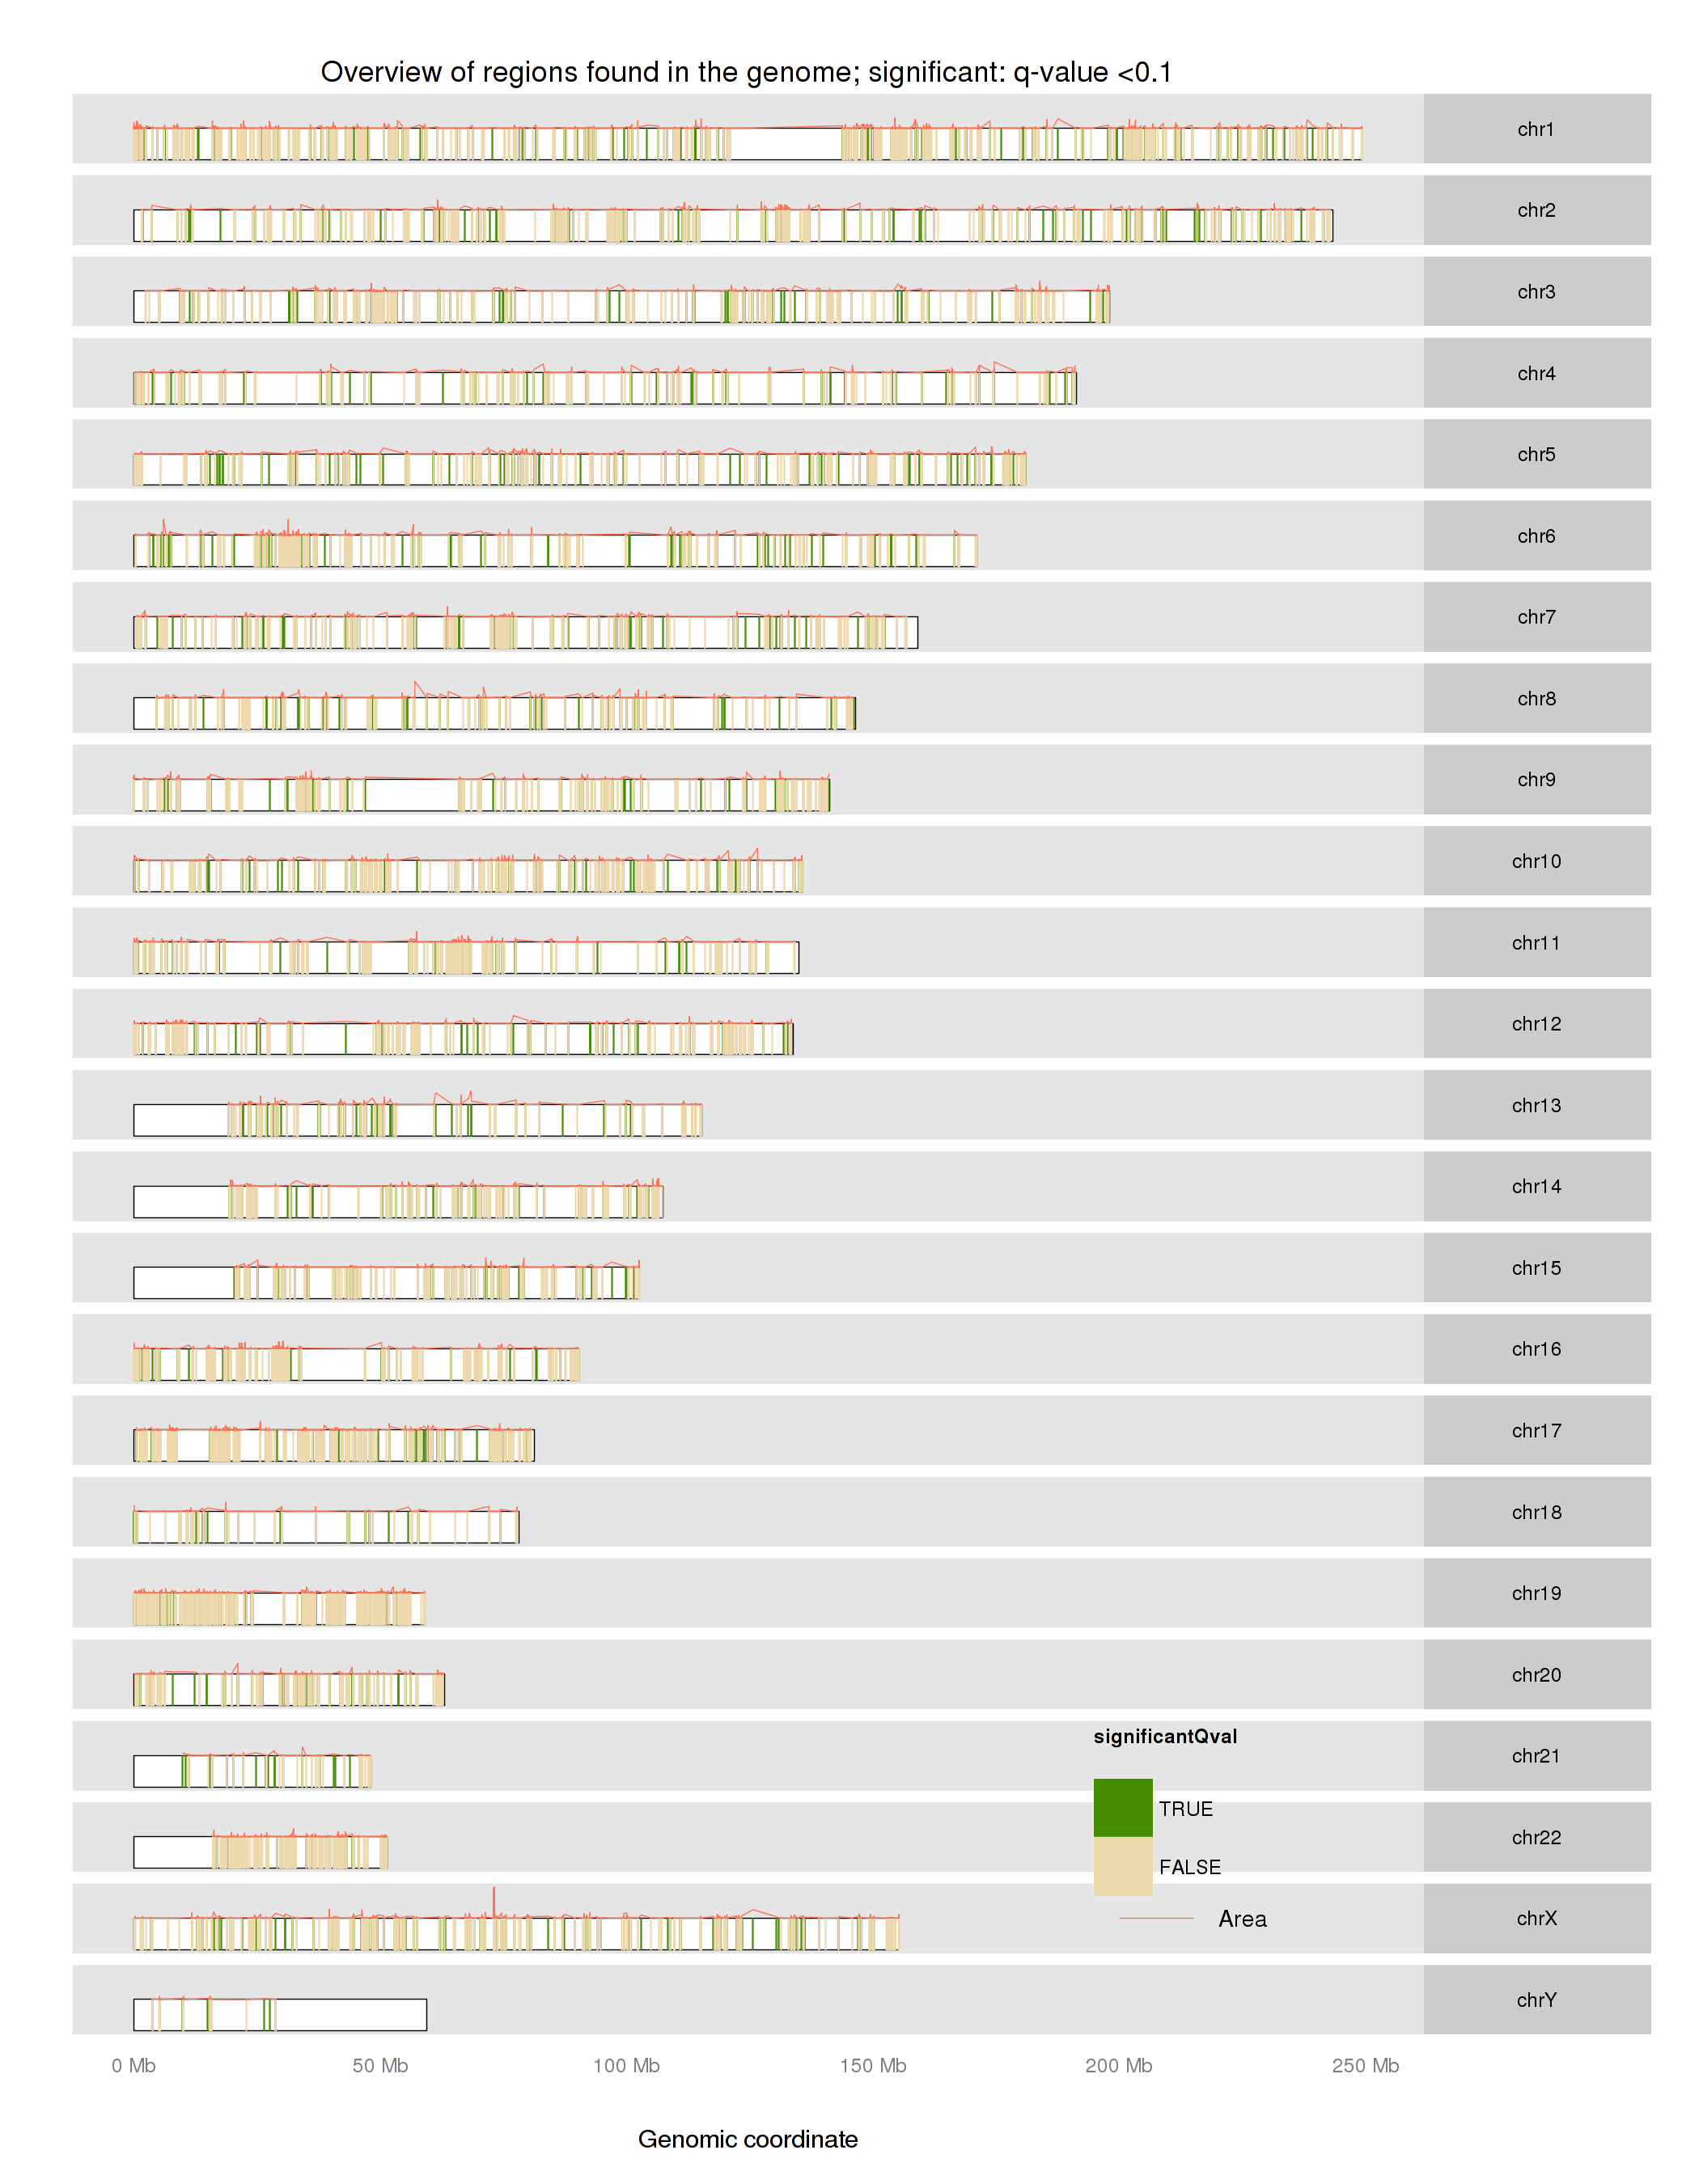 Overview of regions found in the genome; significant: q-value <0.1
chr1
chr2
chr3
chr4
chr5
chr6
chr7
chr8
chr9
chr10
chr11
chr12
chr13
chr14
chr15
chr16
chr17
chr18
chr19
chr20
chr21
chr22
chrX
chrY
significantQval
TRUE
FALSE
Area
0 Mb 50 Mb 100 Mb 150 Mb 200 Mb 250 Mb
Genomic coordinate